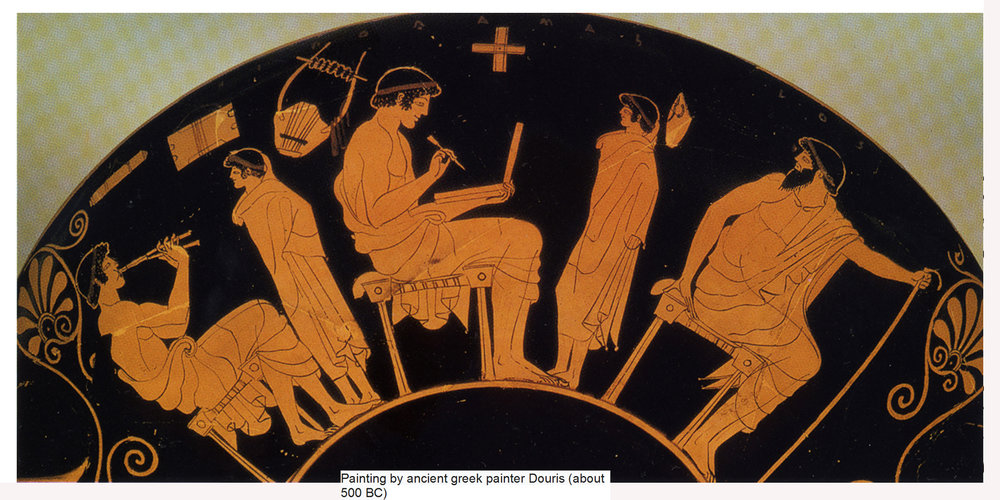 Painting by ancient greek painter Douris (about
500 BC)